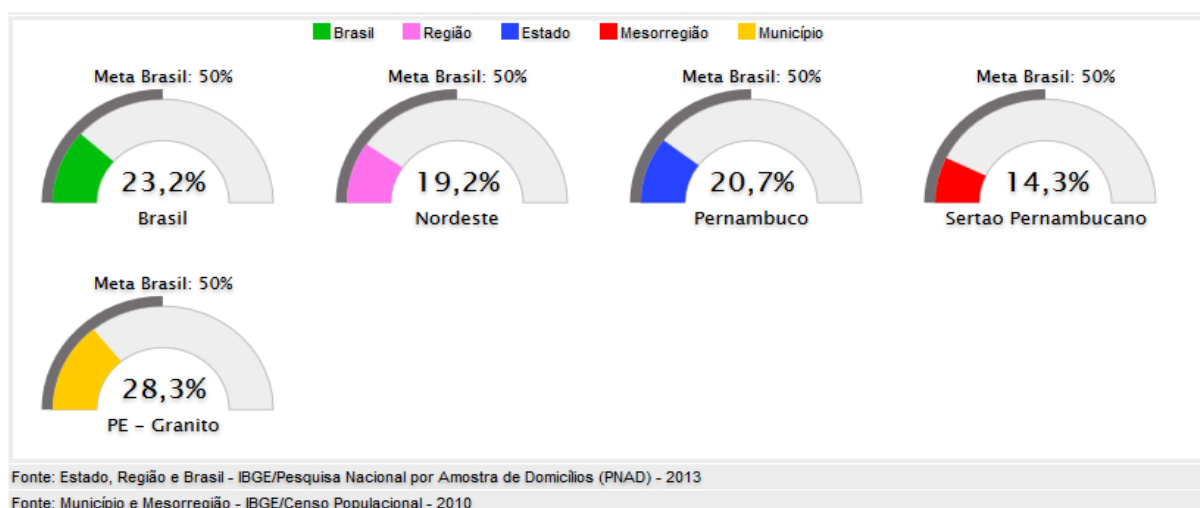 Brasil Região Estado Mesorregião Município
Meta Brasil: 50% Meta Brasil: 50% Meta Brasil: 50% Meta Brasil: 50%
23,2% 19,2% 20,7% 14,3%
Brasil Nordeste Pernambuco Sertao Pernambucano
Meta Brasil: 50%
28,3%
PE – Granito
Fonte: Estado, Região e Brasil - IBGE/Pesquisa Nacional por Amostra de Domicílios (PNAD) - 2013
Fonte: Município e Mesorregião - IBGE/Censo Populacional - 2010